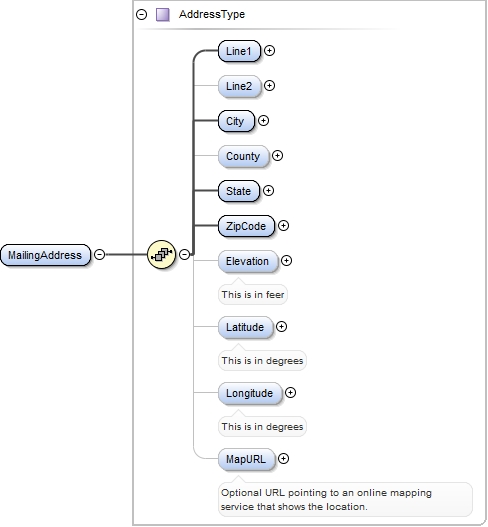 AddressType
Line1
Line2
City
County
State
ZipCode
MailingAddress
Elevation
This is in feer
Latitude
This is in degrees
Longitude
This is in degrees
MapURL
Optional URL pointing to an online mapping
service that shows the location.